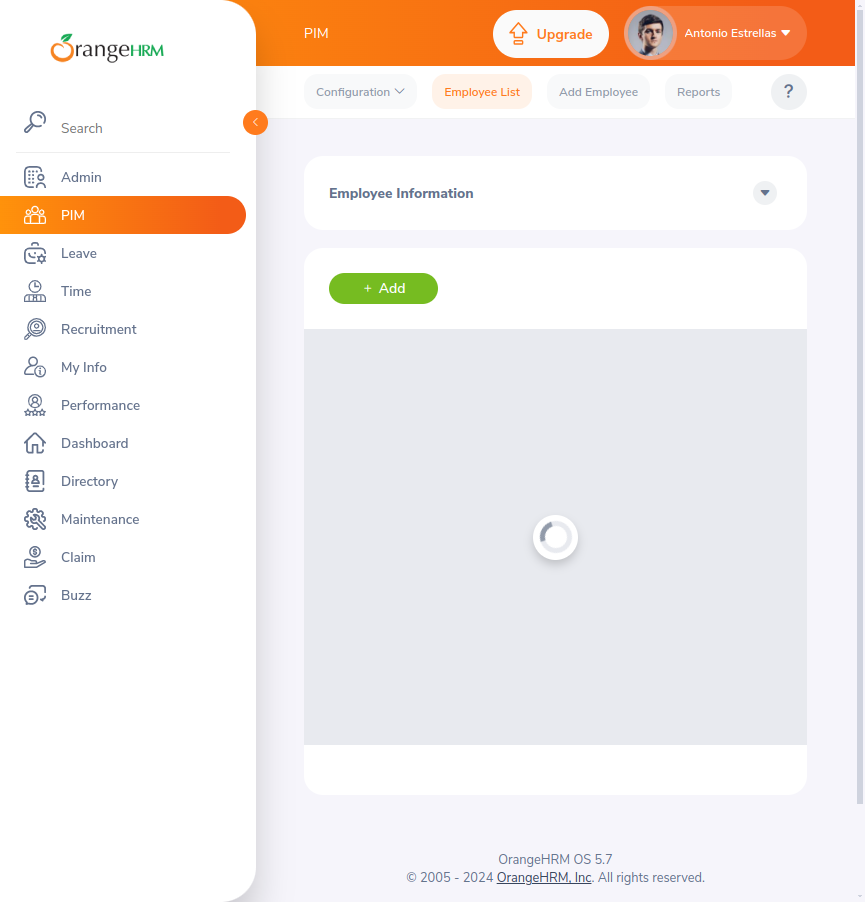 OrangeHRM
Search
Admin
PIM
Leave
Time
Recruitment
My Info
Performance
Dashboard
Directory
Maintenance
Claim
Buzz
PIM
Upgrade
Antonio Estrellas
Configuration
Employee List
Add Employee
Reports
?
Employee Information
+ Add
OrangeHRM OS 5.7
© 2005 - 2024 OrangeHRM, Inc. All rights reserved.